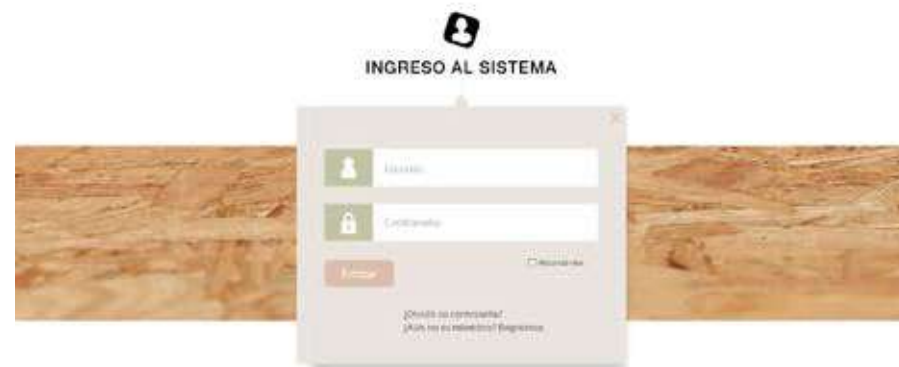 INGRESO AL SISTEMA
Usuario
Contraseña
Entrar
Recordarme
¿Olvidó su contraseña?
¿Aún no es miembro? Regístrese